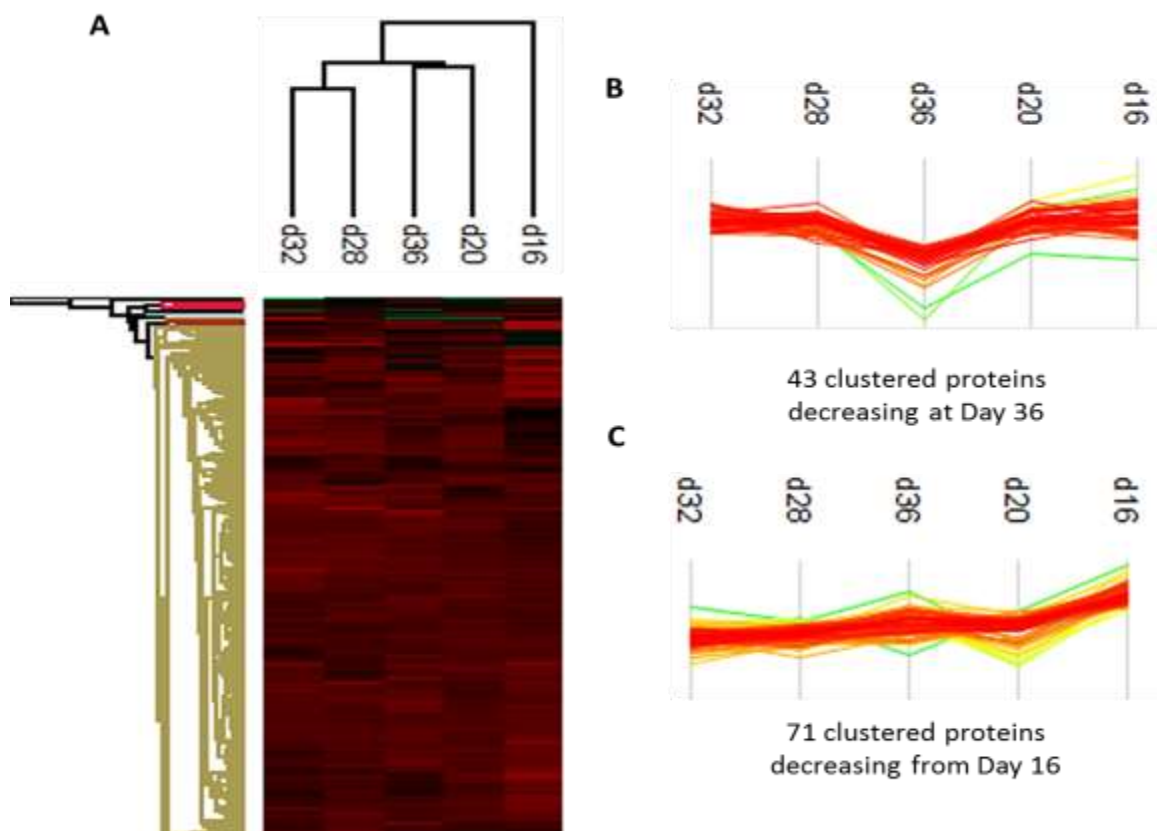 A
d32 d28 d36 d20 d16
B
d32 d28 d36 d20 d16
43 clustered proteins
decreasing at Day 36
C
d32 d28 d36 d20 d16
71 clustered proteins
decreasing from Day 16